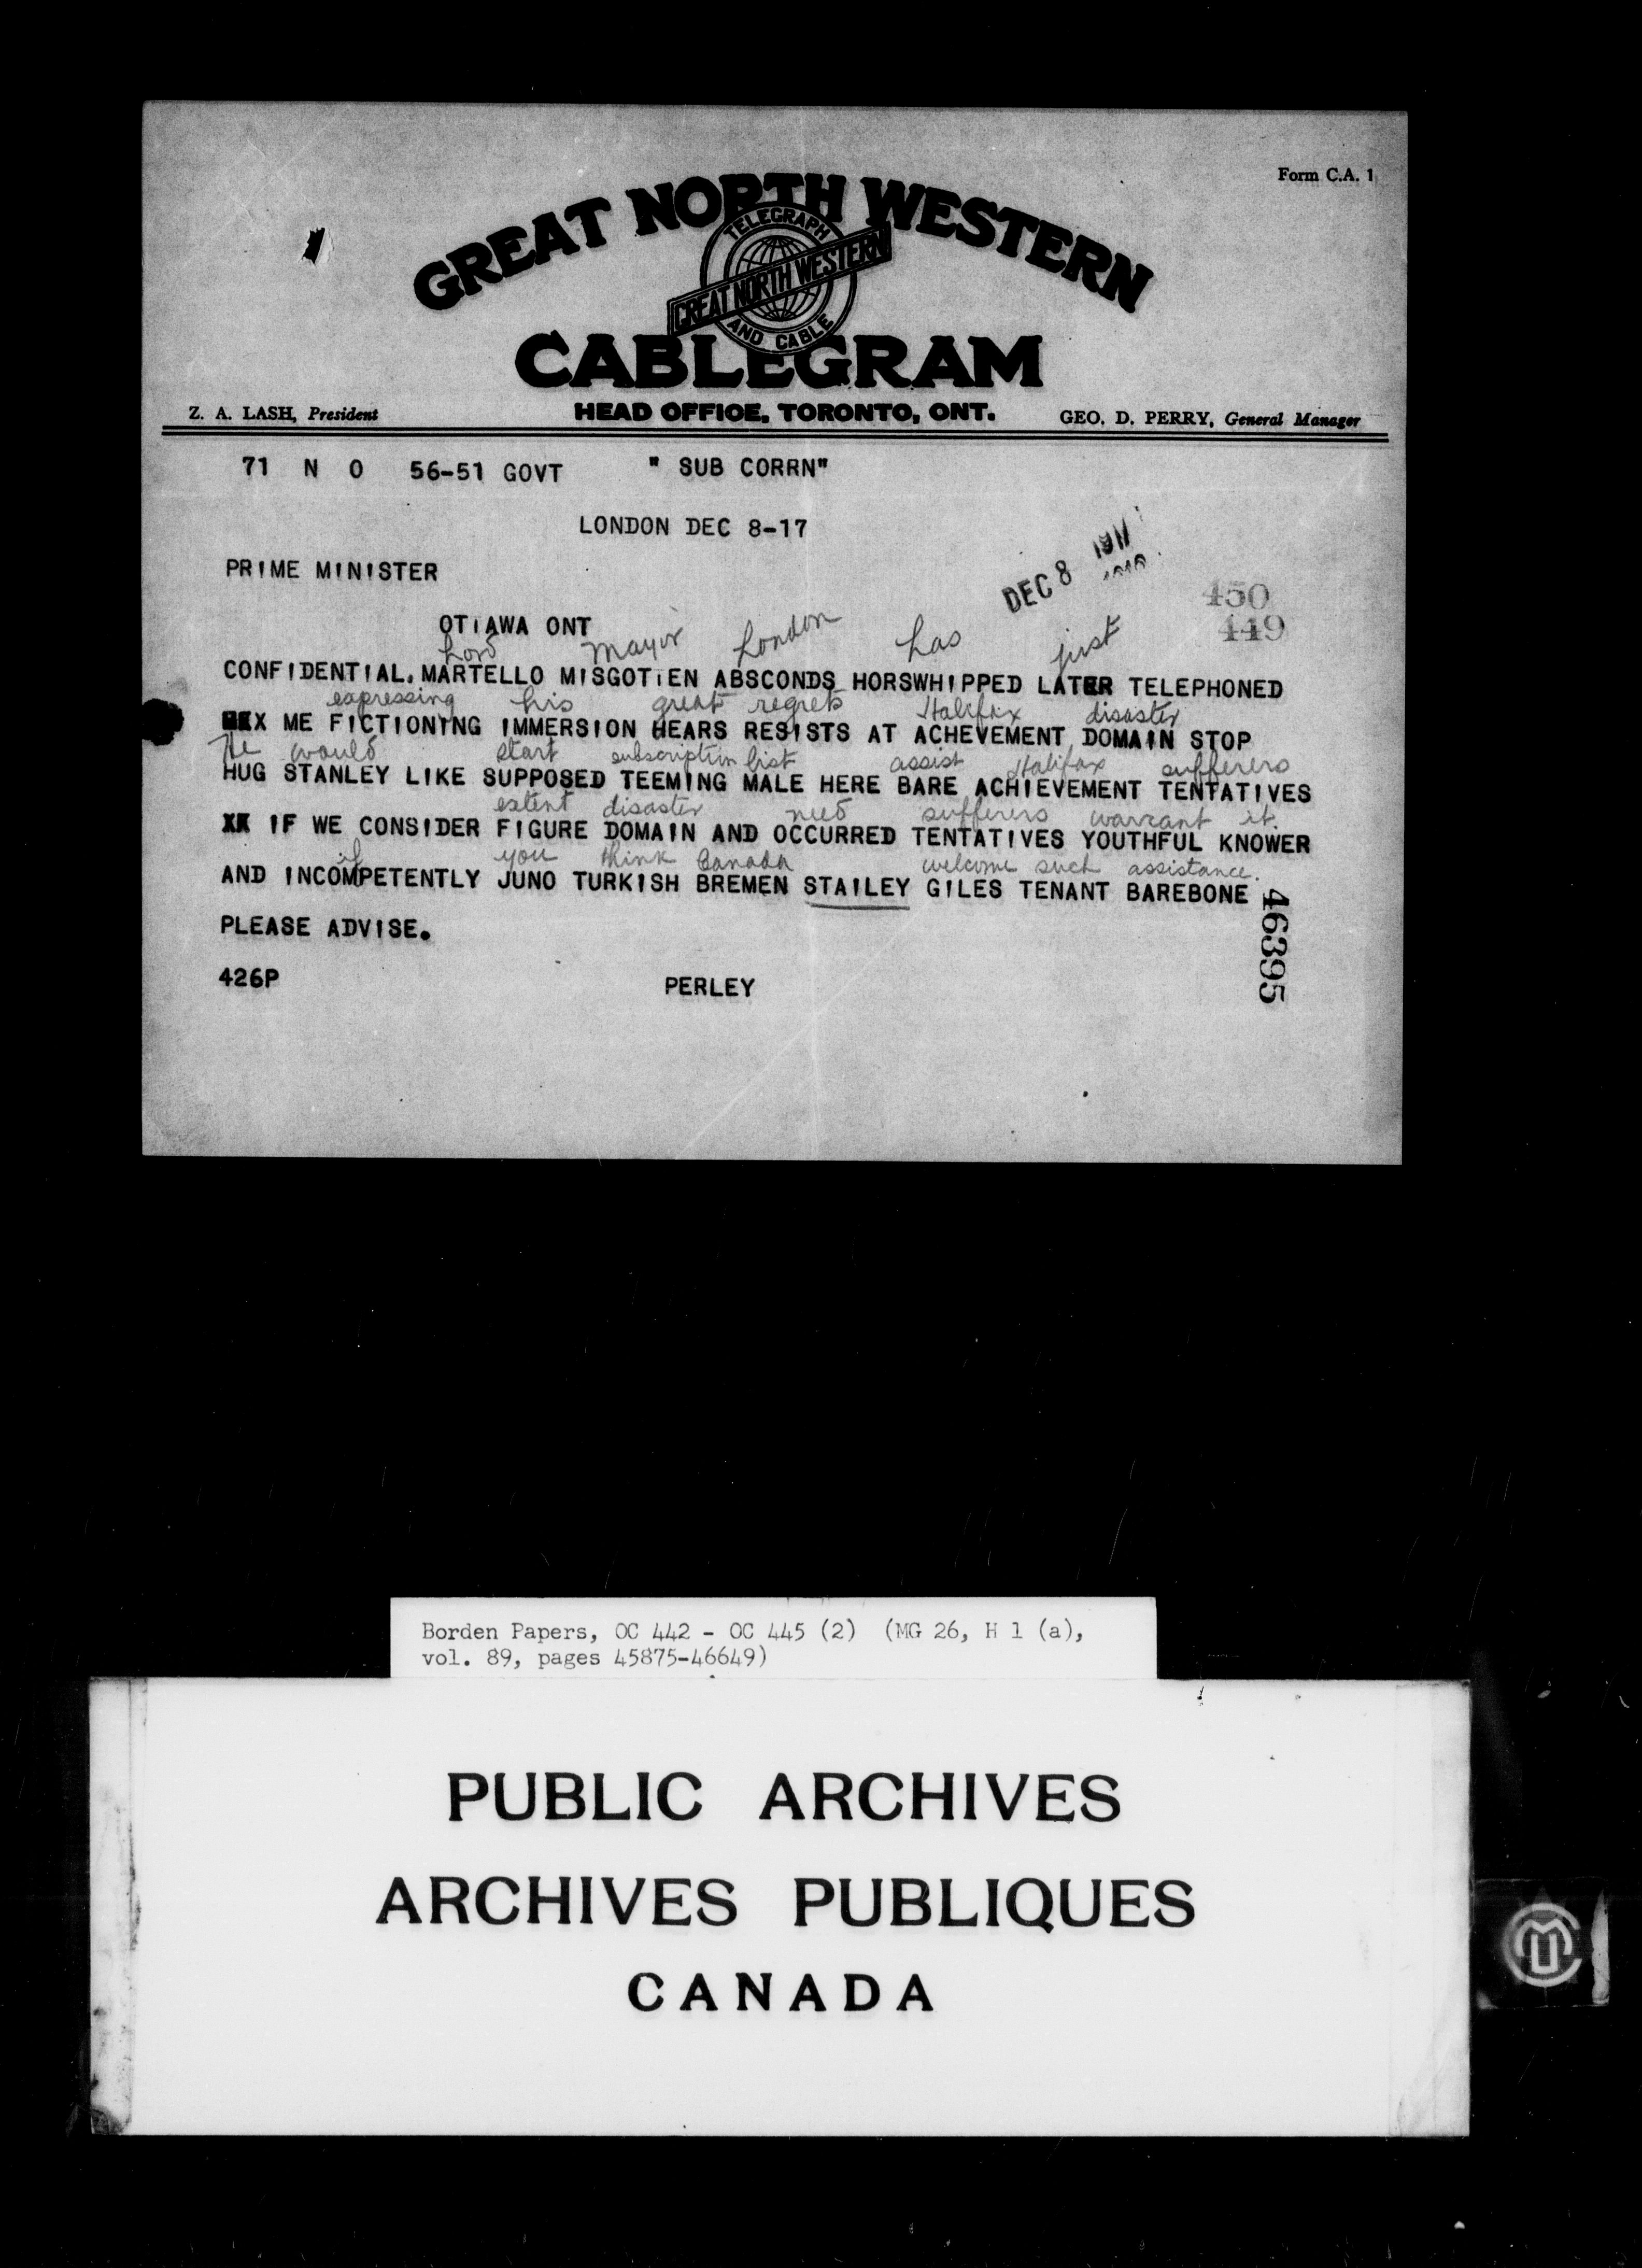 Form C.A. 1
GREAT NORTH WESTERN
TELEGRAPH
GREAT NORTH WESTERN
AND CABLE
CABLEGRAM
Z. A. LASH, President HEAD OFFICE, TORONTO, ONT. GEO. D. PERRY, General Manager
71 N O 56-51 GOVT " SUB CORRN"
LONDON DEC 8-17
DEC 8 1917
PRIME MINISTER
450
449
OTIAWA ONT
Lord Mayor London has just
CONFIDENTIAL. MARTELLO MISGOTIEN ABSCONDS HORSWHIPPED LATER TELEPHONED
expressing his great regrets Halifax disaster
ME FICTIONING IMMERSION HEARS RESISTS AT ACHEVEMENT DOMAIN STOP
He would start subscription list assist Halifax sufferers
HUG STANLEY LIKE SUPPOSED TEEMING MALE HERE BARE ACHIEVEMENT TENTATIVES
extent disaster need sufferers warrant it.
XX IF WE CONSIDER FIGURE DOMAIN AND OCCURRED TENTATIVES YOUTHFUL KNOWER
if you think Canada welcome such assistance.
AND INCOMPETENTLY JUNO TURKISH BREMEN STAILEY GILES TENANT BAREBONE
PLEASE ADVISE.
426P PERLEY
46395
Borden Papers, OC 442 - OC 445 (2) (MG 26, H 1 (a),
vol. 89, pages 45875-46649)
PUBLIC ARCHIVES
ARCHIVES PUBLIQUES
CANADA